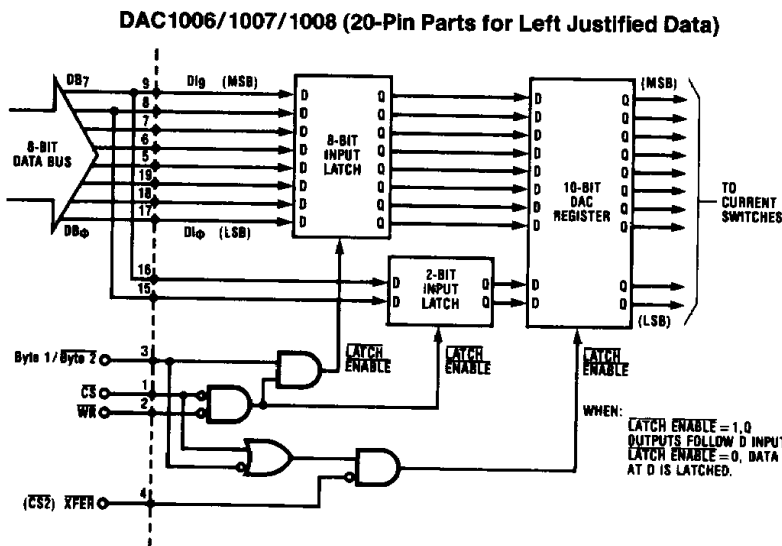 DAC1006/1007/1008 (20-Pin Parts for Left Justified Data)
8-BIT
DATA BUS
DB7
DBΦ
9
8
7
6
5
19
18
17
16
15
DI9 (MSB)
DIΦ (LSB)
D
D
D
D
D
D
D
D
8-BIT
INPUT
LATCH
Q
Q
Q
Q
Q
Q
Q
Q
D
D
2-BIT
INPUT
LATCH
Q
Q
D
D
D
D
D
D
D
D
D
D
10-BIT
DAC
REGISTER
Q
Q
Q
Q
Q
Q
Q
Q
Q
Q
(MSB)
(LSB)
TO
CURRENT
SWITCHES
Byte 1/Byte 2
3
CS
1
WR
2
(CS2) XFER
4
LATCH
ENABLE
LATCH
ENABLE
LATCH
ENABLE
WHEN:
LATCH ENABLE = 1,Q
OUTPUTS FOLLOW D INPUT
LATCH ENABLE=0, DATA
AT D IS LATCHED.